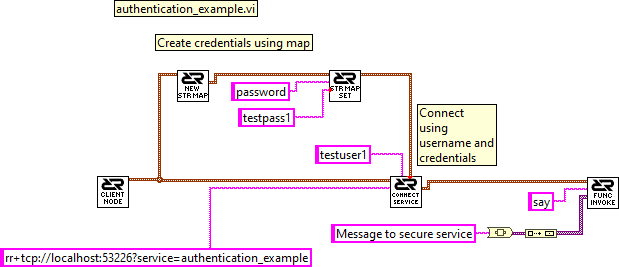 authentication_example.vi
Create credentials using map
NEW
STR MAP
password
testpass1
STR MAP
SET
Connect
using
username and
credentials
testuser1
CLIENT
NODE
CONNECT
SERVICE
say
FUNC
INVOKE
Message to secure service
rr+tcp://localhost:53226?service=authentication_example